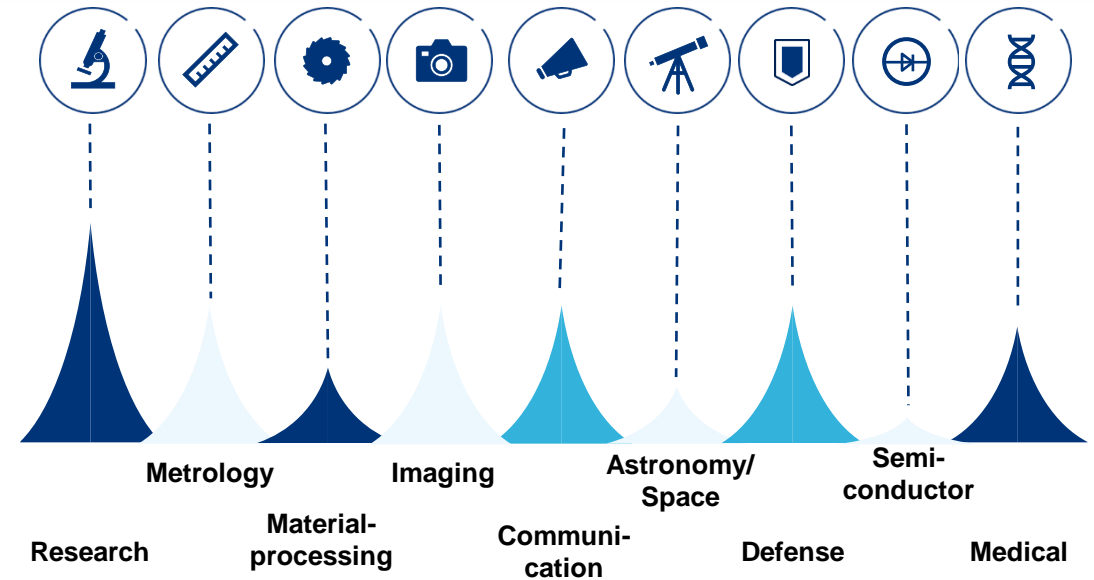 Research
Metrology
Material-
processing
Imaging
Communi-
cation
Astronomy/
Space
Defense
Semi-
conductor
Medical